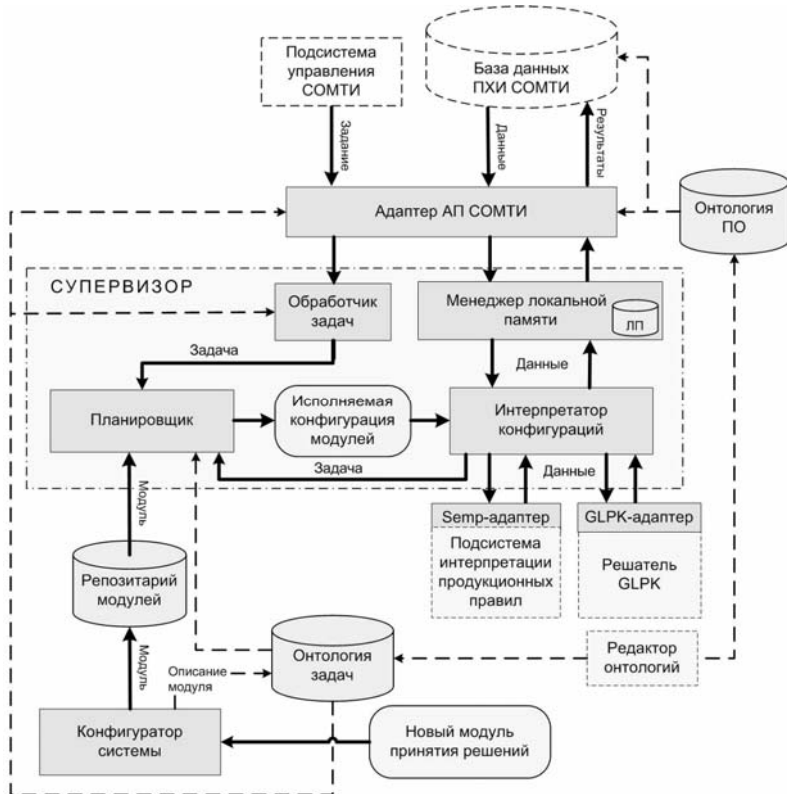 Подсистема
управления
СОМТИ
База данных
ПХИ СОМТИ
Задание
Данные
Результаты
Адаптер АП СОМТИ
Онтология
ПО
СУПЕРВИЗОР
Обработчик
задач
Менеджер локальной
памяти
ЛП
Задача
Данные
Планировщик
Исполняемая
конфигурация
модулей
Интерпретатор
конфигураций
Задача
Данные
Модуль
Semp-адаптер
GLPK-адаптер
Подсистема
интерпретации
продукционных
правил
Решатель
GLPK
Репозитарий
модулей
Модуль
Описание
модуля
Онтология
задач
Редактор
онтологий
Конфигуратор
системы
Новый модуль
принятия решений